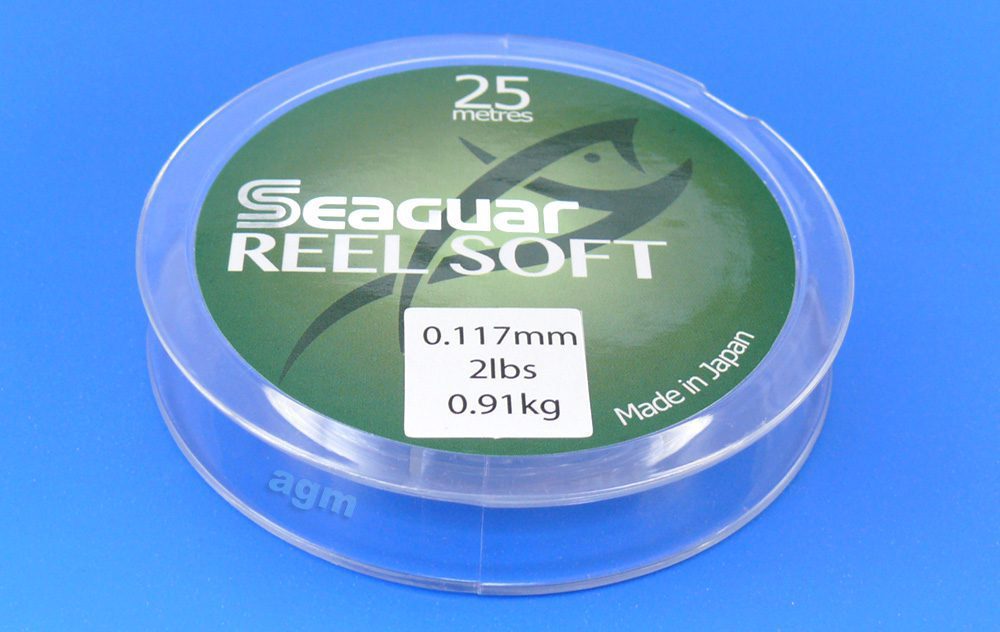 25
metres
SEAGUAR
REEL SOFT
0.117mm
2lbs
0.91kg
Made in Japan
agm